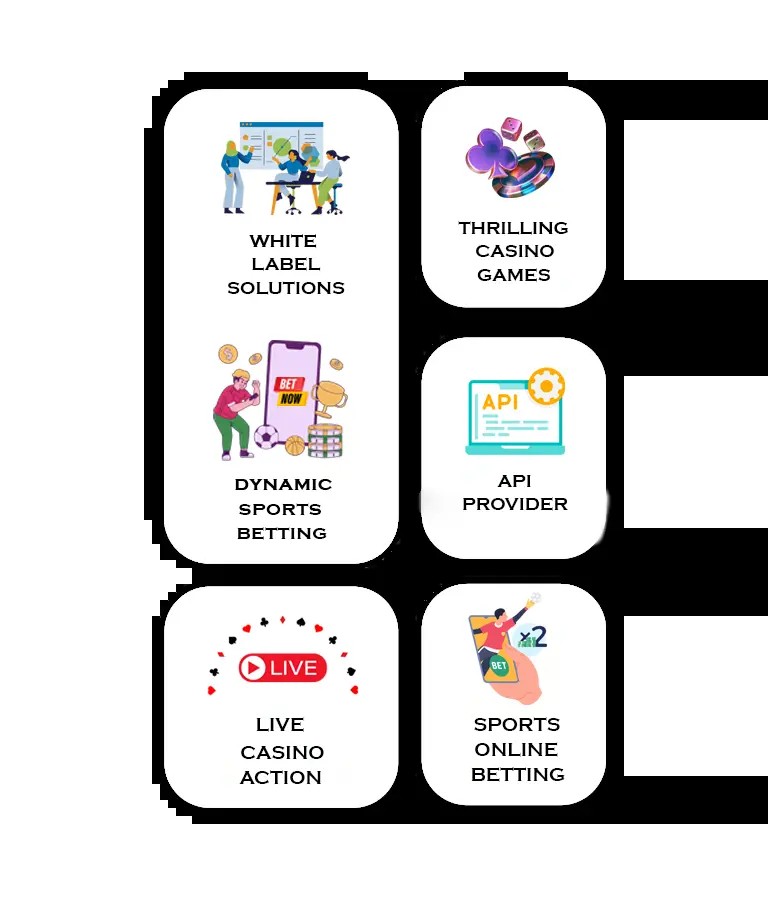 WHITE
LABEL
SOLUTIONS
BET
NOW
DYNAMIC
SPORTS
BETTING
THRILLING
CASINO
GAMES
API
API
PROVIDER
LIVE
LIVE
CASINO
ACTION
x2
BET
SPORTS
ONLINE
BETTING